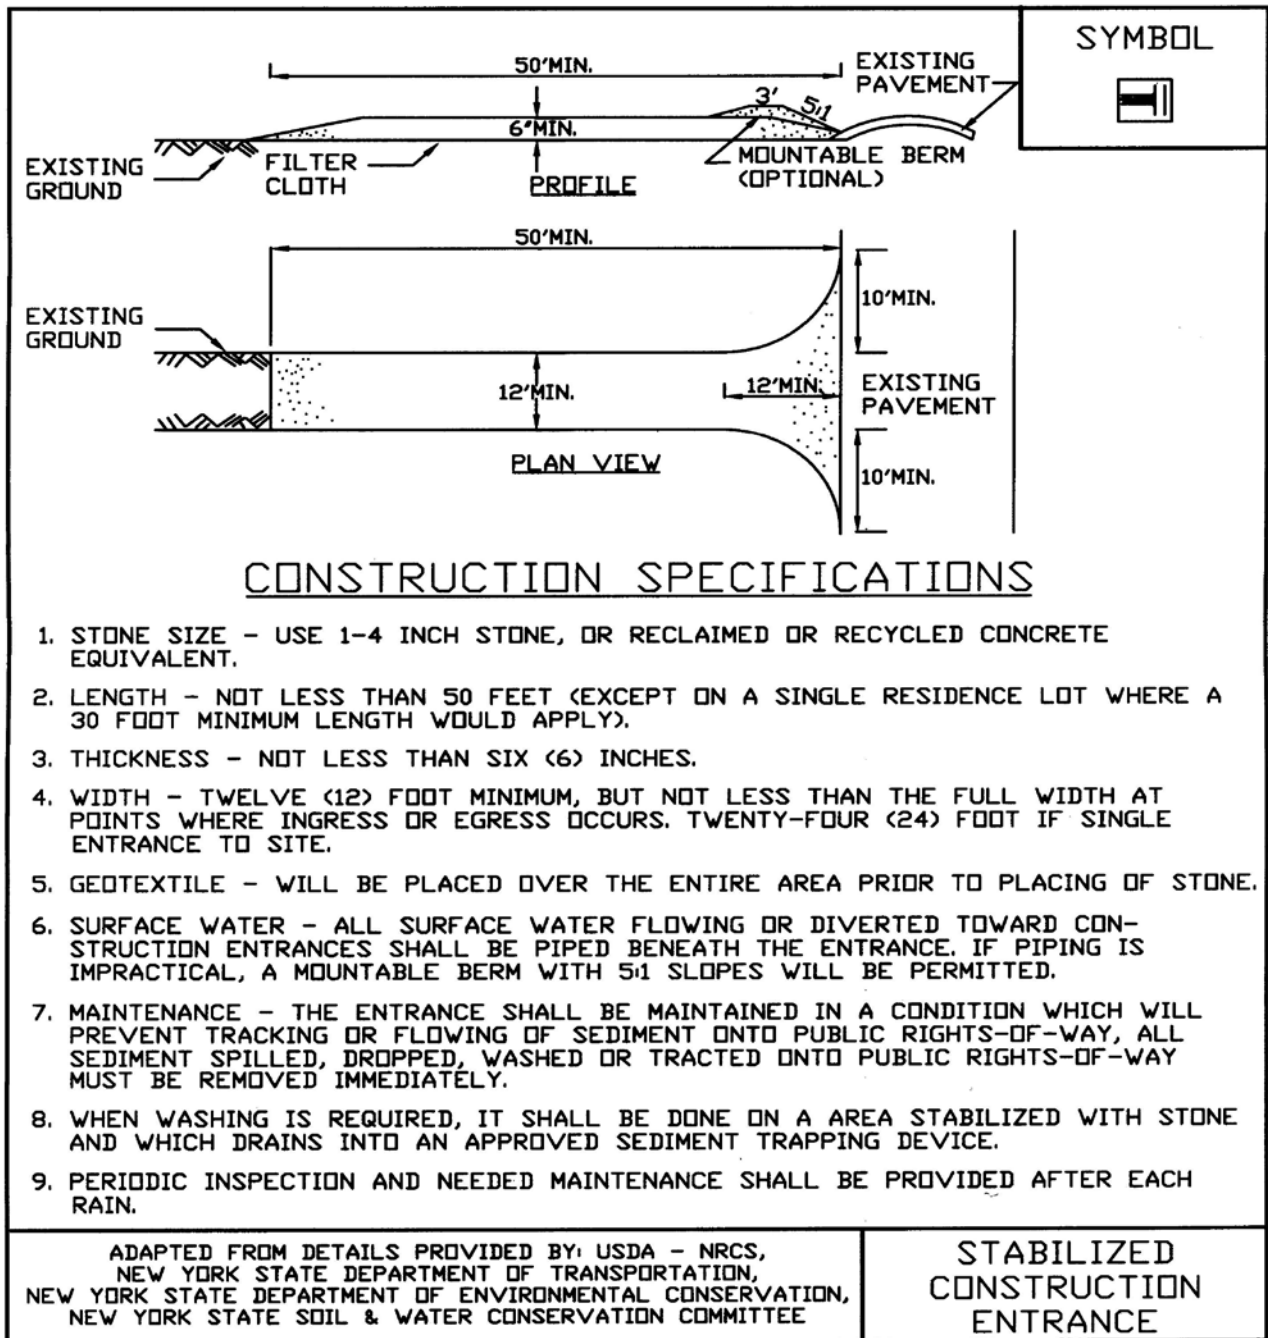 SYMBOL
50'MIN.
EXISTING
PAVEMENT
3'
5:1
6"MIN.
EXISTING
GROUND
FILTER
CLOTH
PROFILE
MOUNTABLE BERM
(OPTIONAL)
50'MIN.
10'MIN.
EXISTING
GROUND
12'MIN.
12'MIN.
EXISTING
PAVEMENT
PLAN VIEW
10'MIN.
CONSTRUCTION SPECIFICATIONS
1. STONE SIZE - USE 1-4 INCH STONE, OR RECLAIMED OR RECYCLED CONCRETE
EQUIVALENT.
2. LENGTH - NOT LESS THAN 50 FEET (EXCEPT ON A SINGLE RESIDENCE LOT WHERE A
30 FOOT MINIMUM LENGTH WOULD APPLY).
3. THICKNESS - NOT LESS THAN SIX (6) INCHES.
4. WIDTH - TWELVE (12) FOOT MINIMUM, BUT NOT LESS THAN THE FULL WIDTH AT
POINTS WHERE INGRESS OR EGRESS OCCURS. TWENTY-FOUR (24) FOOT IF SINGLE
ENTRANCE TO SITE.
5. GEOTEXTILE - WILL BE PLACED OVER THE ENTIRE AREA PRIOR TO PLACING OF STONE.
6. SURFACE WATER - ALL SURFACE WATER FLOWING OR DIVERTED TOWARD CON-
STRUCTION ENTRANCES SHALL BE PIPED BENEATH THE ENTRANCE. IF PIPING IS
IMPRACTICAL, A MOUNTABLE BERM WITH 5:1 SLOPES WILL BE PERMITTED.
7. MAINTENANCE - THE ENTRANCE SHALL BE MAINTAINED IN A CONDITION WHICH WILL
PREVENT TRACKING OR FLOWING OF SEDIMENT ONTO PUBLIC RIGHTS-OF-WAY, ALL
SEDIMENT SPILLED, DROPPED, WASHED OR TRACTED ONTO PUBLIC RIGHTS-OF-WAY
MUST BE REMOVED IMMEDIATELY.
8. WHEN WASHING IS REQUIRED, IT SHALL BE DONE ON A AREA STABILIZED WITH STONE
AND WHICH DRAINS INTO AN APPROVED SEDIMENT TRAPPING DEVICE.
9. PERIODIC INSPECTION AND NEEDED MAINTENANCE SHALL BE PROVIDED AFTER EACH
RAIN.
ADAPTED FROM DETAILS PROVIDED BY: USDA - NRCS,
NEW YORK STATE DEPARTMENT OF TRANSPORTATION,
NEW YORK STATE DEPARTMENT OF ENVIRONMENTAL CONSERVATION,
NEW YORK STATE SOIL & WATER CONSERVATION COMMITTEE
STABILIZED
CONSTRUCTION
ENTRANCE